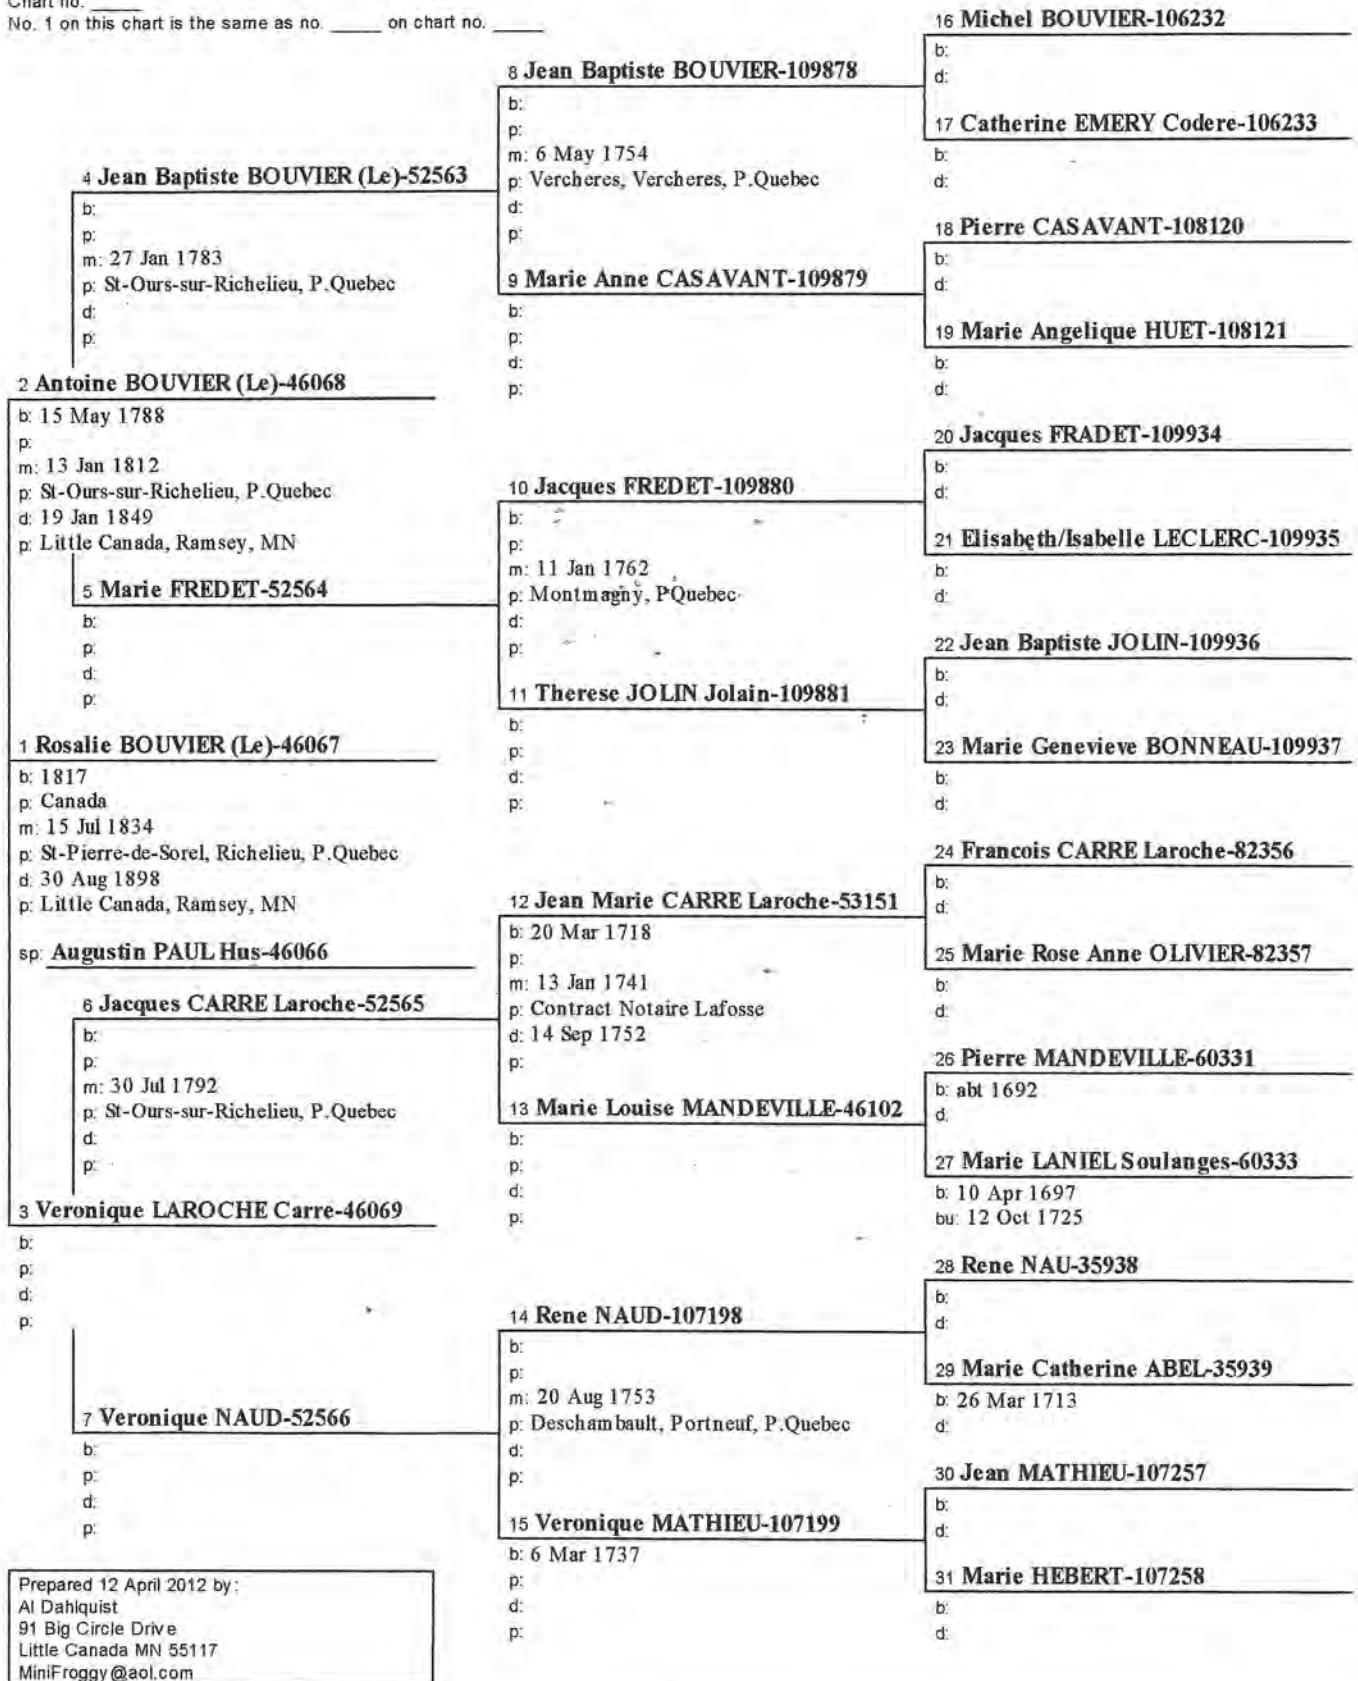 Chart no. _____
No. 1 on this chart is the same as no. _____ on chart no. _____
16 Michel BOUVIER-106232
b:
d:
8 Jean Baptiste BOUVIER-109878
b:
p:
m: 6 May 1754
p: Vercheres, Vercheres, P.Quebec
d:
p:
17 Catherine EMERY Codere-106233
b:
d:
4 Jean Baptiste BOUVIER (Le)-52563
b:
p:
m: 27 Jan 1783
p: St-Ours-sur-Richelieu, P.Quebec
d:
p:
18 Pierre CASAVANT-108120
b:
d:
9 Marie Anne CASAVANT-109879
b:
p:
d:
p:
19 Marie Angelique HUET-108121
b:
d:
2 Antoine BOUVIER (Le)-46068
b: 15 May 1788
p:
m: 13 Jan 1812
p: St-Ours-sur-Richelieu, P.Quebec
d: 19 Jan 1849
p: Little Canada, Ramsey, MN
20 Jacques FRADET-109934
b:
d:
10 Jacques FREDET-109880
b:
p:
m: 11 Jan 1762
p: Montmagny, PQuebec
d:
p:
21 Elisabeth/Isabelle LECLERC-109935
b:
d:
5 Marie FREDET-52564
b:
p:
d:
p:
22 Jean Baptiste JOLIN-109936
b:
d:
11 Therese JOLIN Jolain-109881
b:
p:
d:
p:
23 Marie Genevieve BONNEAU-109937
b:
d:
1 Rosalie BOUVIER (Le)-46067
b: 1817
p: Canada
m: 15 Jul 1834
p: St-Pierre-de-Sorel, Richelieu, P.Quebec
d: 30 Aug 1898
p: Little Canada, Ramsey, MN
sp: Augustin PAUL Hus-46066
24 Francois CARRE Laroche-82356
b:
d:
12 Jean Marie CARRE Laroche-53151
b: 20 Mar 1718
p:
m: 13 Jan 1741
p: Contract Notaire Lafosse
d: 14 Sep 1752
p:
25 Marie Rose Anne OLIVIER-82357
b:
d:
6 Jacques CARRE Laroche-52565
b:
p:
m: 30 Jul 1792
p: St-Ours-sur-Richelieu, P.Quebec
d:
p:
26 Pierre MANDEVILLE-60331
b: abt 1692
d:
13 Marie Louise MANDEVILLE-46102
b:
p:
d:
p:
27 Marie LANIEL Soulanges-60333
b: 10 Apr 1697
bu: 12 Oct 1725
3 Veronique LAROCHE Carre-46069
b:
p:
d:
p:
28 Rene NAU-35938
b:
d:
14 Rene NAUD-107198
b:
p:
m: 20 Aug 1753
p: Deschambault, Portneuf, P.Quebec
d:
p:
29 Marie Catherine ABEL-35939
b: 26 Mar 1713
d:
7 Veronique NAUD-52566
b:
p:
d:
p:
30 Jean MATHIEU-107257
b:
d:
15 Veronique MATHIEU-107199
b: 6 Mar 1737
p:
d:
p:
31 Marie HEBERT-107258
b:
d:
Prepared 12 April 2012 by:
Al Dahlquist
91 Big Circle Drive
Little Canada MN 55117
MiniFroggy@aol.com